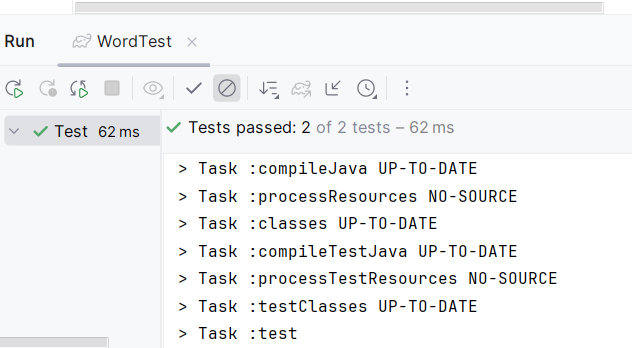 Run WordTest
Test 62 ms
Tests passed: 2 of 2 tests – 62 ms
> Task :compileJava UP-TO-DATE
> Task :processResources NO-SOURCE
> Task :classes UP-TO-DATE
> Task :compileTestJava UP-TO-DATE
> Task :processTestResources NO-SOURCE
> Task :testClasses UP-TO-DATE
> Task :test